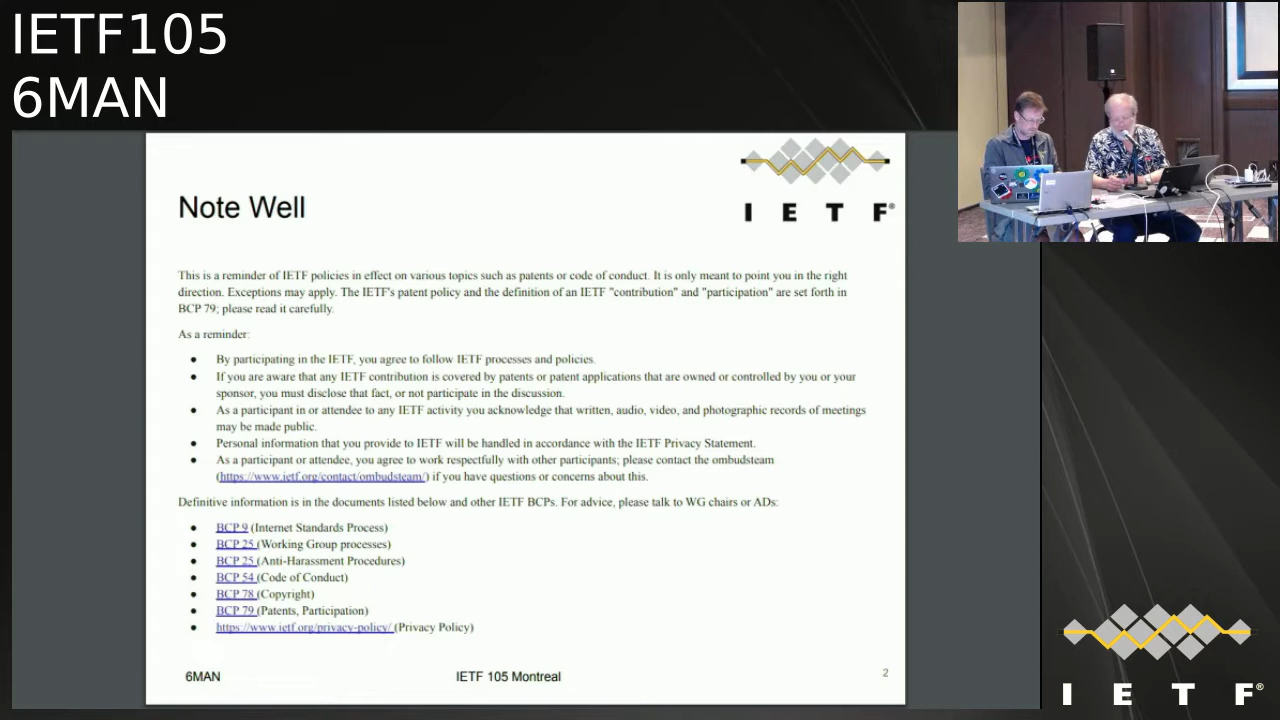 IETF105
6MAN
I E T F®
Note Well
This is a reminder of IETF policies in effect on various topics such as patents or code of conduct. It is only meant to point you in the right
direction. Exceptions may apply. The IETF's patent policy and the definition of an IETF "contribution" and "participation" are set forth in
BCP 79; please read it carefully.
As a reminder:
● By participating in the IETF, you agree to follow IETF processes and policies.
● If you are aware that any IETF contribution is covered by patents or patent applications that are owned or controlled by you or your
sponsor, you must disclose that fact, or not participate in the discussion.
● As a participant in or attendee to any IETF activity you acknowledge that written, audio, video, and photographic records of meetings
may be made public.
● Personal information that you provide to IETF will be handled in accordance with the IETF Privacy Statement.
● As a participant or attendee, you agree to work respectfully with other participants; please contact the ombudsteam
(https://www.ietf.org/contact/ombudsteam/) if you have questions or concerns about this.
Definitive information is in the documents listed below and other IETF BCPs. For advice, please talk to WG chairs or ADs:
● BCP 9 (Internet Standards Process)
● BCP 25 (Working Group processes)
● BCP 25 (Anti-Harassment Procedures)
● BCP 54 (Code of Conduct)
● BCP 78 (Copyright)
● BCP 79 (Patents, Participation)
● https://www.ietf.org/privacy-policy/ (Privacy Policy)
6MAN IETF 105 Montreal 2
I E T F®